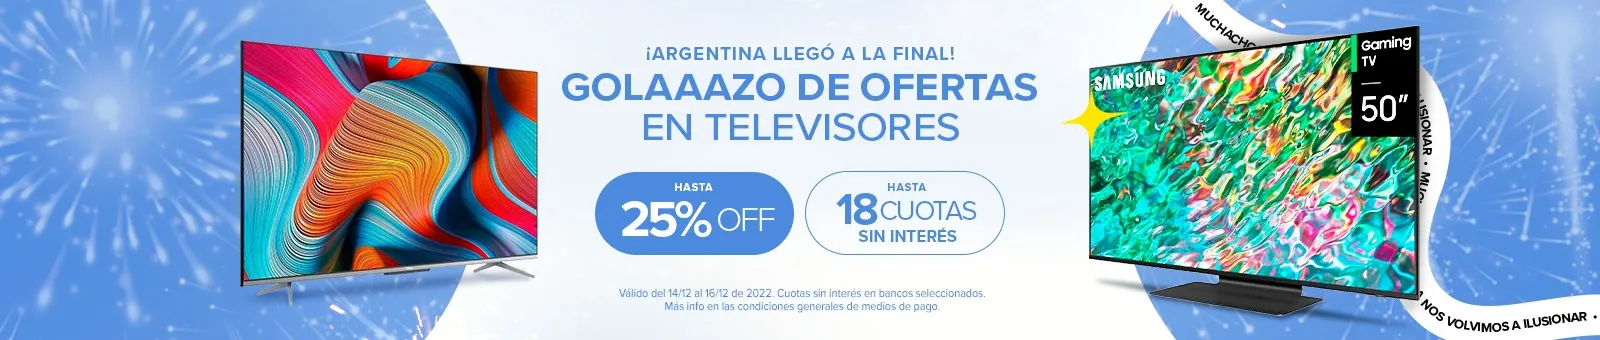 ¡ARGENTINA LLEGÓ A LA FINAL!
GOLAAAZO DE OFERTAS
EN TELEVISORES
HASTA
25% OFF
HASTA
18 CUOTAS
SIN INTERÉS
Válido del 14/12 al 16/12 de 2022. Cuotas sin interés en bancos seleccionados.
Más info en las condiciones generales de medios de pago.
MUCHACHO
SAMSUNG
Gaming
TV
50”
USIONAR •
NOS VOLVIMOS A ILUSIONAR •